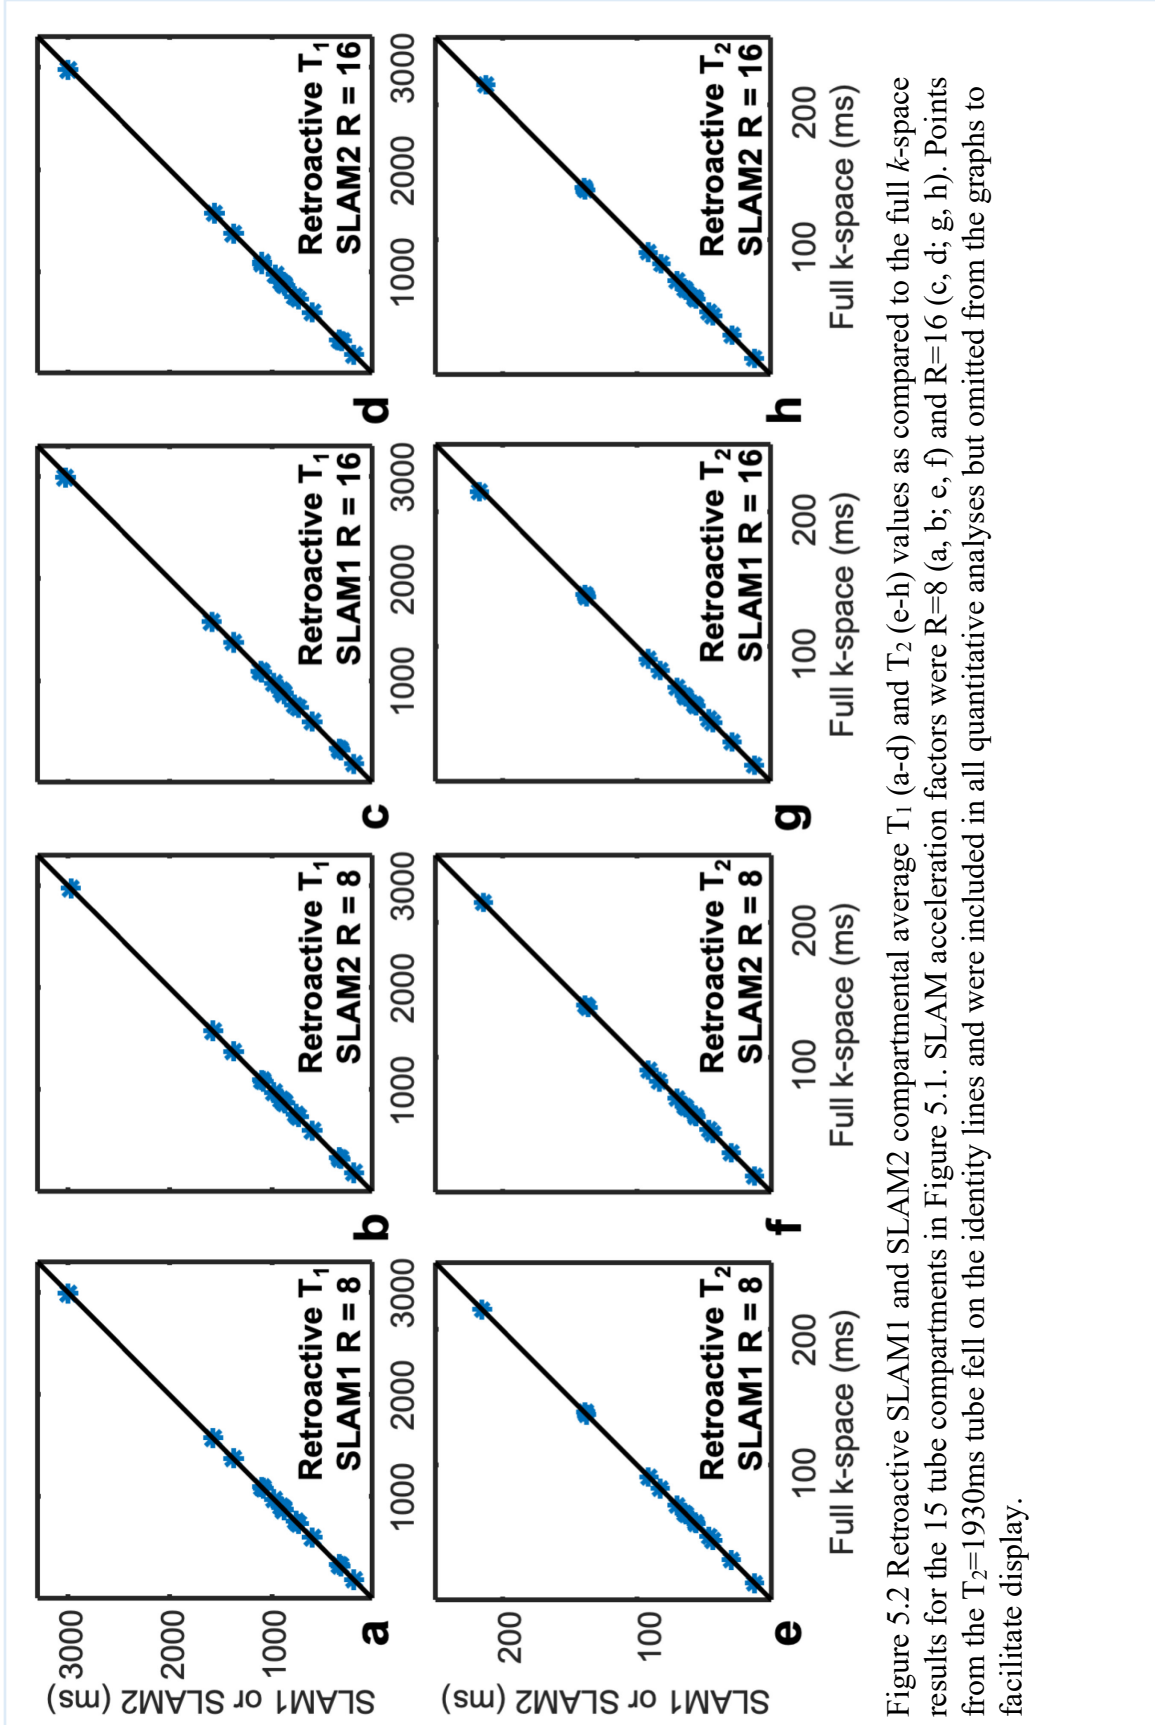 SLAM1 or SLAM2 (ms)
3000
2000
1000
Retroactive T₁
SLAM1 R = 8
1000 2000 3000
a
Retroactive T₁
SLAM2 R = 8
1000 2000 3000
b
Retroactive T₁
SLAM1 R = 16
1000 2000 3000
c
Retroactive T₁
SLAM2 R = 16
1000 2000 3000
d
SLAM1 or SLAM2 (ms)
200
100
Retroactive T₂
SLAM1 R = 8
100 200
Full k-space (ms)
e
Retroactive T₂
SLAM2 R = 8
100 200
Full k-space (ms)
f
Retroactive T₂
SLAM1 R = 16
100 200
Full k-space (ms)
g
Retroactive T₂
SLAM2 R = 16
100 200
Full k-space (ms)
h
Figure 5.2 Retroactive SLAM1 and SLAM2 compartmental average T₁ (a-d) and T₂ (e-h) values as compared to the full k-space
results for the 15 tube compartments in Figure 5.1. SLAM acceleration factors were R=8 (a, b; e, f) and R=16 (c, d; g, h). Points
from the T₂=1930ms tube fell on the identity lines and were included in all quantitative analyses but omitted from the graphs to
facilitate display.